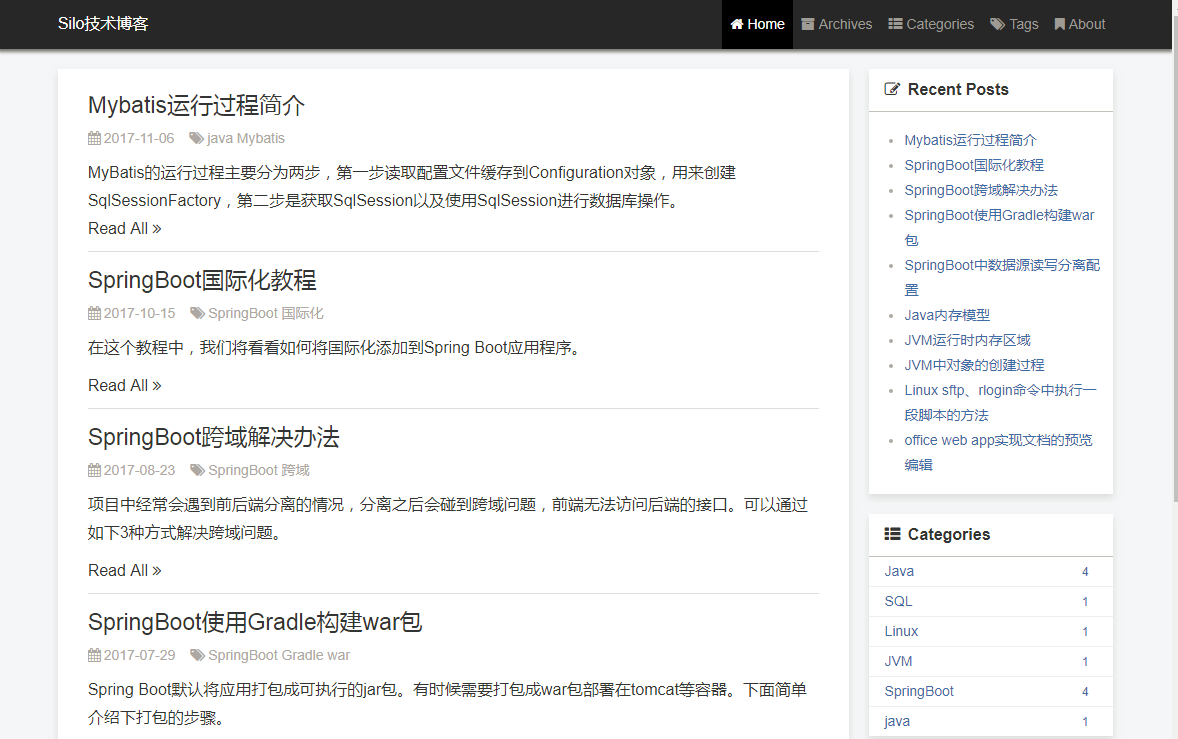 Silo技术博客
Home Archives Categories Tags About
Mybatis运行过程简介
2017-11-06 java Mybatis
MyBatis的运行过程主要分为两步，第一步读取配置文件缓存到Configuration对象，用来创建
SqlSessionFactory，第二步是获取SqlSession以及使用SqlSession进行数据库操作。
Read All »
SpringBoot国际化教程
2017-10-15 SpringBoot 国际化
在这个教程中，我们将看看如何将国际化添加到Spring Boot应用程序。
Read All »
SpringBoot跨域解决办法
2017-08-23 SpringBoot 跨域
项目中经常会遇到前后端分离的情况，分离之后会碰到跨域问题，前端无法访问后端的接口。可以通过
如下3种方式解决跨域问题。
Read All »
SpringBoot使用Gradle构建war包
2017-07-29 SpringBoot Gradle war
Spring Boot默认将应用打包成可执行的jar包。有时候需要打包成war包部署在tomcat等容器。下面简单
介绍下打包的步骤。
Recent Posts
Mybatis运行过程简介
SpringBoot国际化教程
SpringBoot跨域解决办法
SpringBoot使用Gradle构建war
包
SpringBoot中数据源读写分离配
置
Java内存模型
JVM运行时内存区域
JVM中对象的创建过程
Linux sftp、rlogin命令中执行一
段脚本的方法
office web app实现文档的预览
编辑
Categories
Java 4
SQL 1
Linux 1
JVM 1
SpringBoot 4
java 1